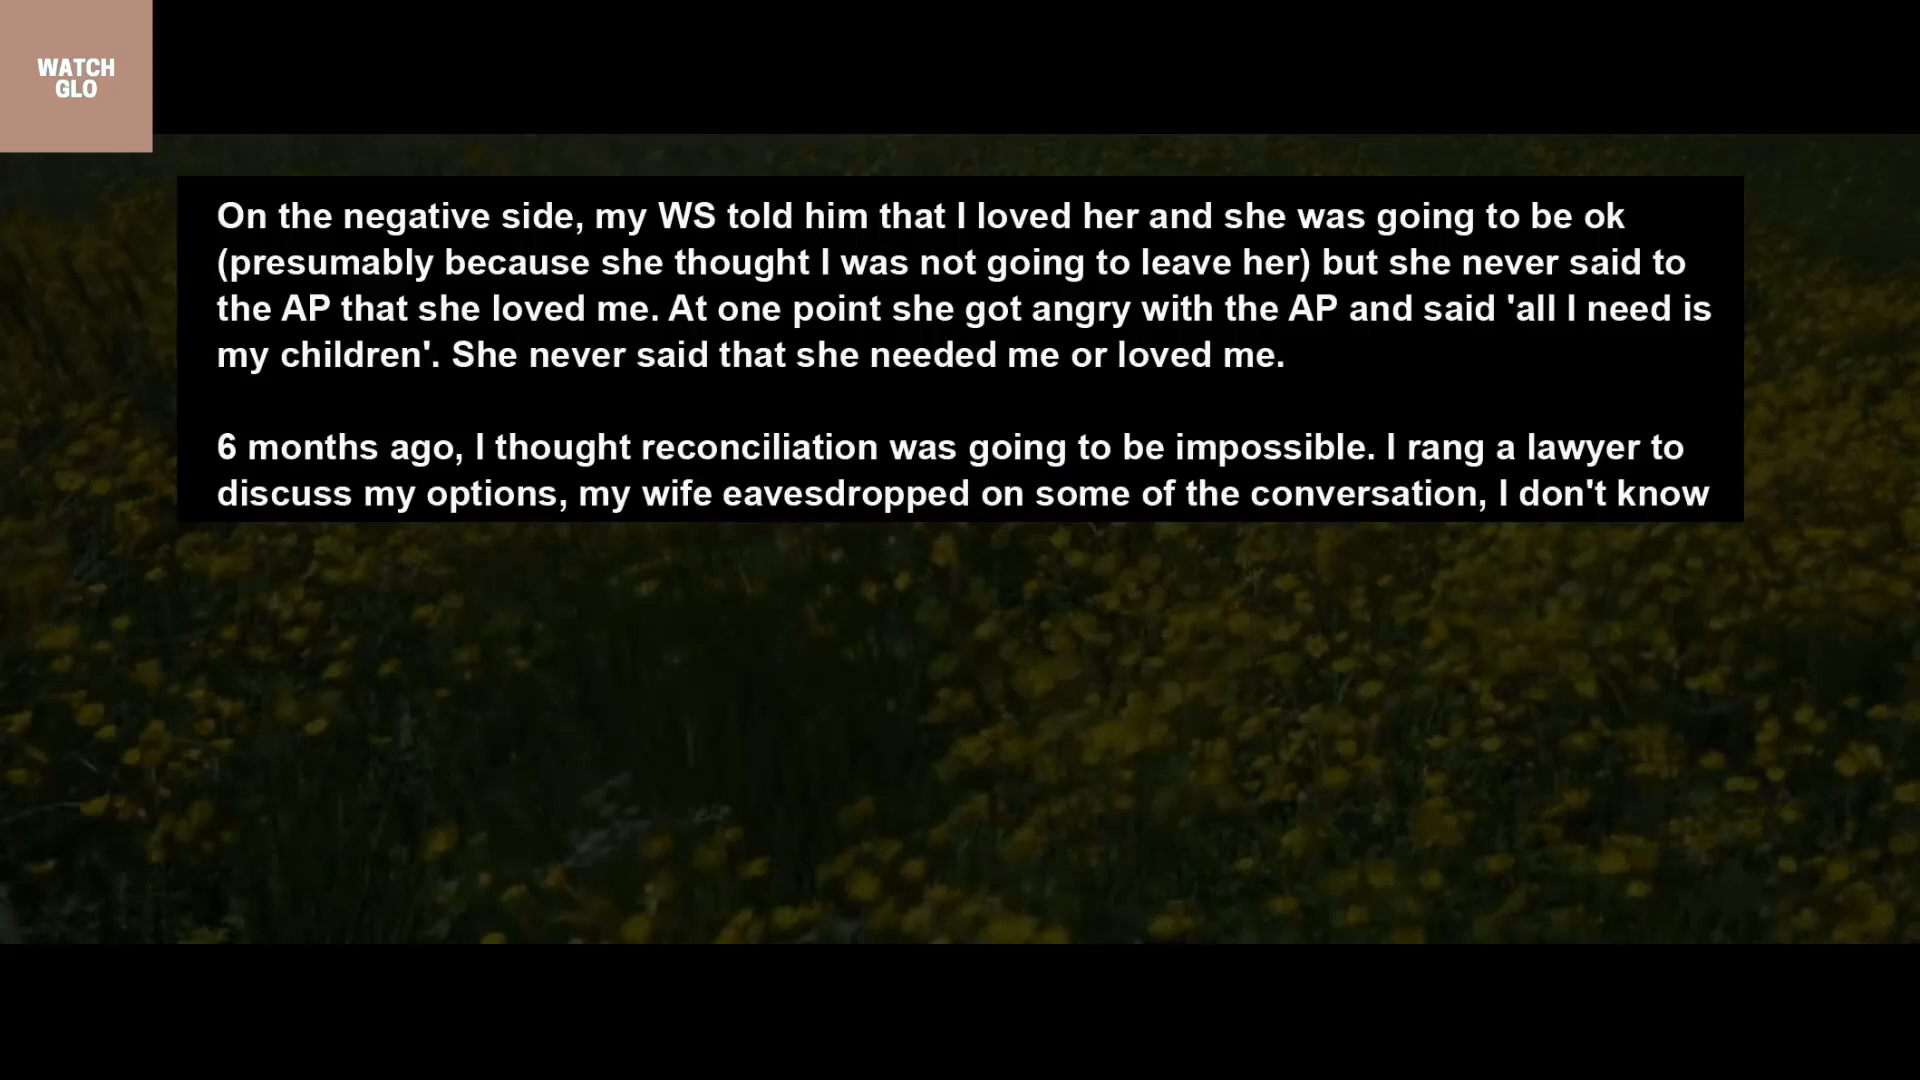 WATCH
GLO
On the negative side, my WS told him that I loved her and she was going to be ok
(presumably because she thought I was not going to leave her) but she never said to
the AP that she loved me. At one point she got angry with the AP and said 'all I need is
my children'. She never said that she needed me or loved me.
6 months ago, I thought reconciliation was going to be impossible. I rang a lawyer to
discuss my options, my wife eavesdropped on some of the conversation, I don't know